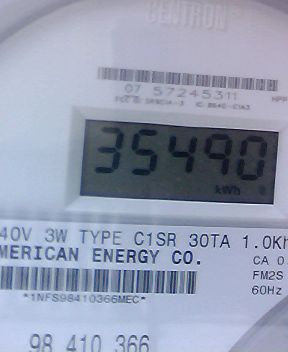 CENTRON®
07 57245311
35490
kWh
40V 3W TYPE C1SR 30TA 1.0Kh
MERICAN ENERGY CO.
CA 0
FM2S
*1NFS98410366MEC*
60Hz
98 410 366